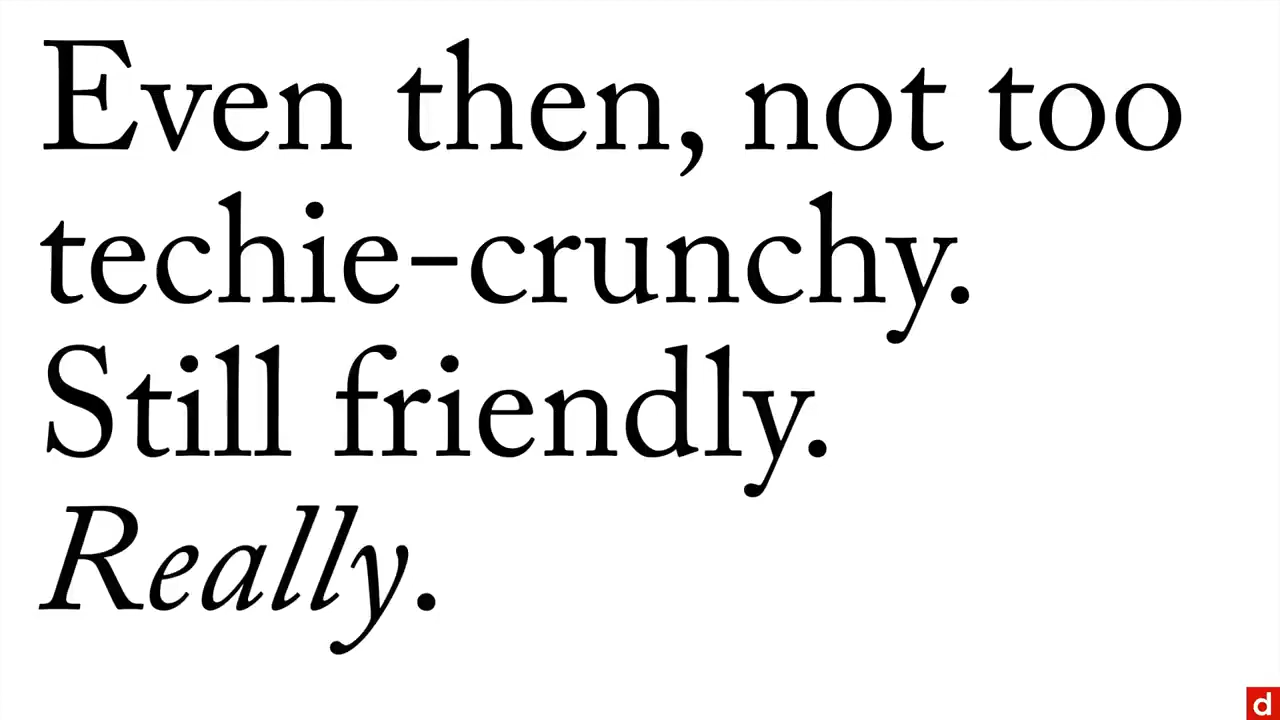 Even then, not too
techie-crunchy.
Still friendly.
Really.
d